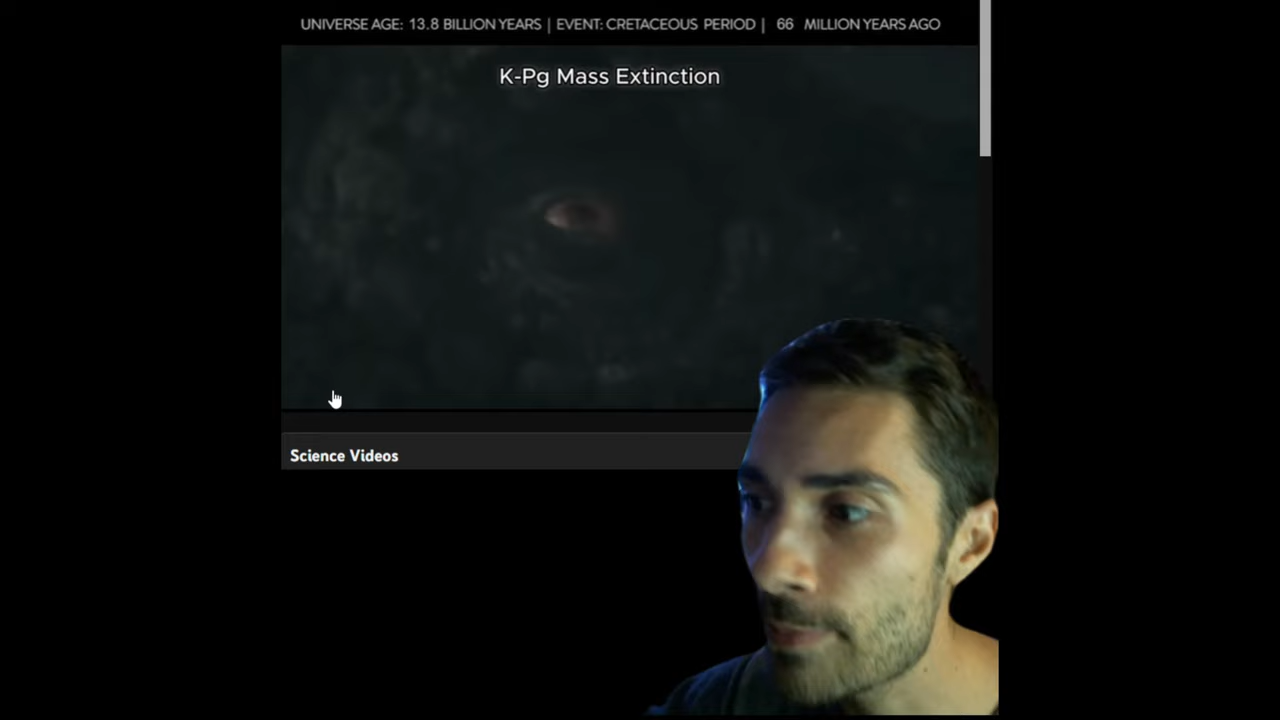 UNIVERSE AGE: 13.8 BILLION YEARS | EVENT: CRETACEOUS PERIOD | 66 MILLION YEARS AGO
K-Pg Mass Extinction
Science Videos